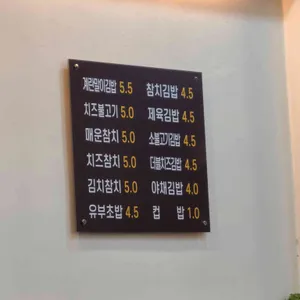 계란말이김밥 5.5 참치김밥 4.5
치즈불고기 5.0 제육김밥 4.5
매운참치 5.0 소불고기김밥 4.5
치즈참치 5.0 더블치즈김밥 4.5
김치참치 5.0 야채김밥 4.0
유부초밥 4.5 컵 밥 1.0